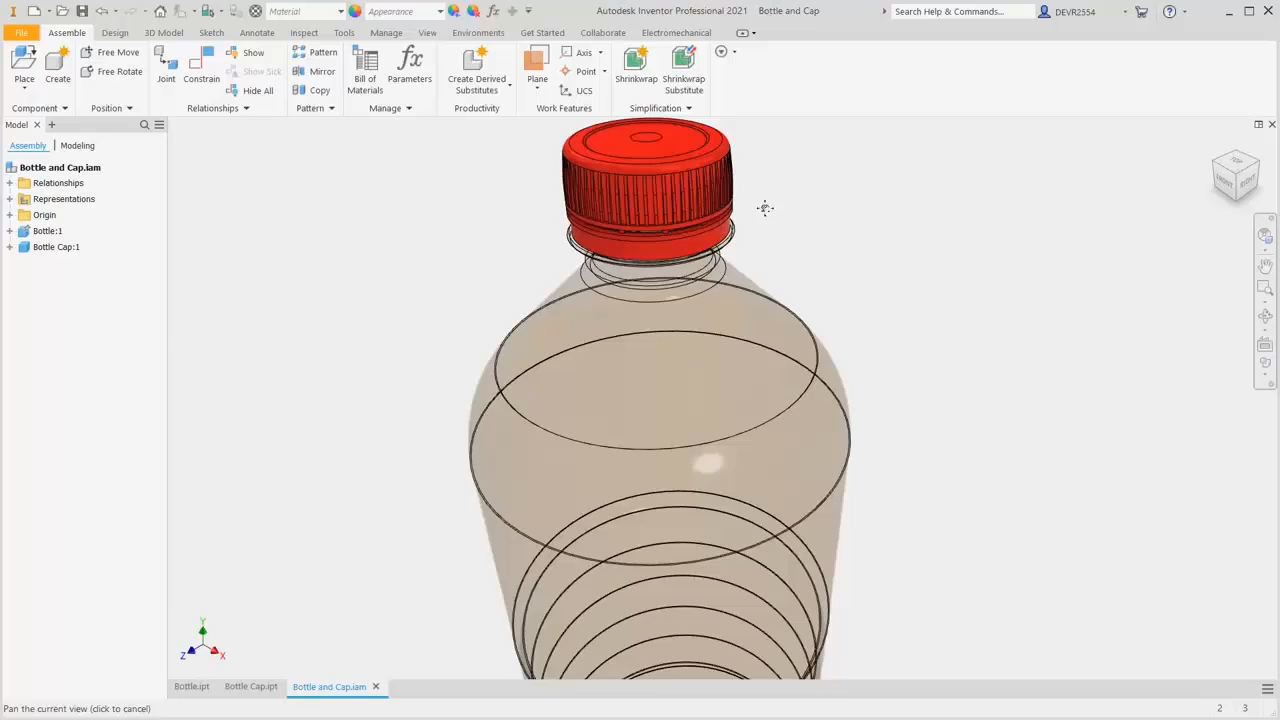 Material
Appearance
Autodesk Inventor Professional 2021 Bottle and Cap
Search Help & Commands...
DEVR2554
File Assemble Design 3D Model Sketch Annotate Inspect Tools Manage View Environments Get Started Collaborate Electromechanical
Place
Create
Free Move
Free Rotate
Joint
Constrain
Show
Show Sick
Hide All
Pattern
Mirror
Copy
Bill of
Materials
Parameters
Create Derived
Substitutes
Plane
Axis
Point
UCS
Shrinkwrap
Shrinkwrap
Substitute
Component Position Relationships Pattern Manage Productivity Work Features Simplification
Model
Assembly Modeling
Bottle and Cap.iam
Relationships
Representations
Origin
Bottle:1
Bottle Cap:1
TOP
FRONT RIGHT
Y
Z X
Bottle.ipt Bottle Cap.ipt Bottle and Cap.iam
Pan the current view (click to cancel) 2 3